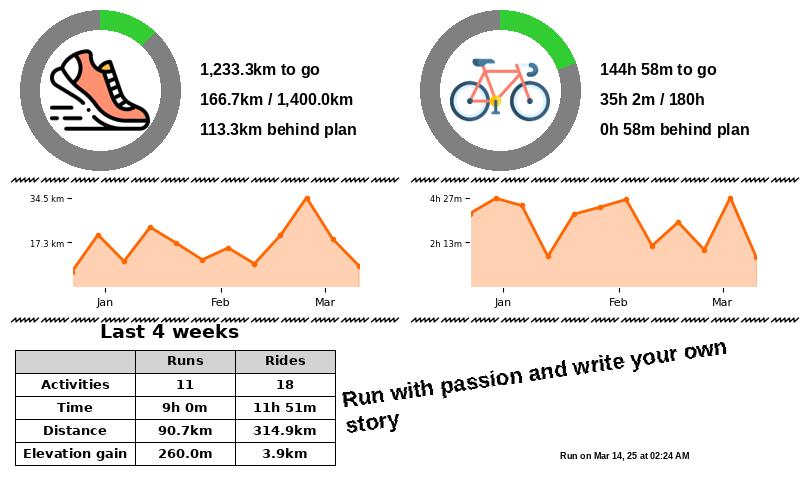 1,233.3km to go
166.7km / 1,400.0km
113.3km behind plan
144h 58m to go
35h 2m / 180h
0h 58m behind plan
34.5 km
17.3 km
Jan Feb Mar
4h 27m
2h 13m
Jan Feb Mar
Last 4 weeks
Runs Rides
Activities 11 18
Time 9h 0m 11h 51m
Distance 90.7km 314.9km
Elevation gain 260.0m 3.9km
Run with passion and write your own
story
Run on Mar 14, 25 at 02:24 AM